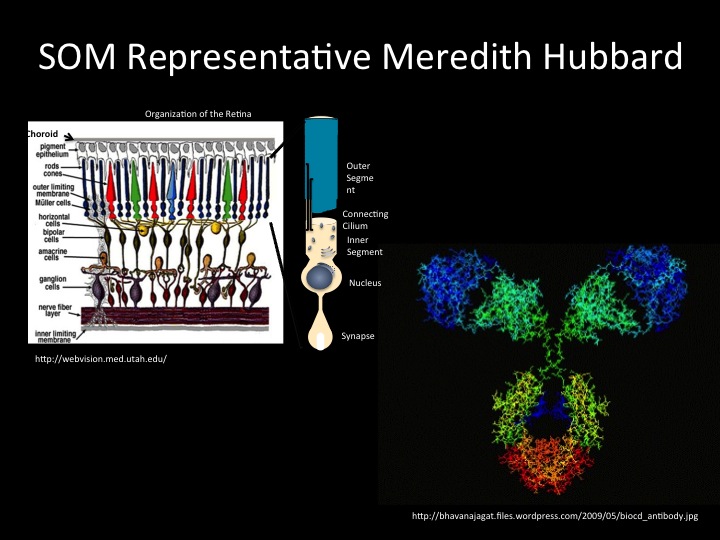 SOM Representative Meredith Hubbard
Organization of the Retina
Choroid
pigment
epithelium
rods
cones
outer limiting
membrane
Müller cells
horizontal
cells
bipolar
cells
amacrine
cells
ganglion
cells
nerve fiber
layer
inner limiting
membrane
Outer
Segme
nt
Connecting
Cilium
Inner
Segment
Nucleus
Synapse
http://webvision.med.utah.edu/
http://bhavanajagat.files.wordpress.com/2009/05/biocd_antibody.jpg